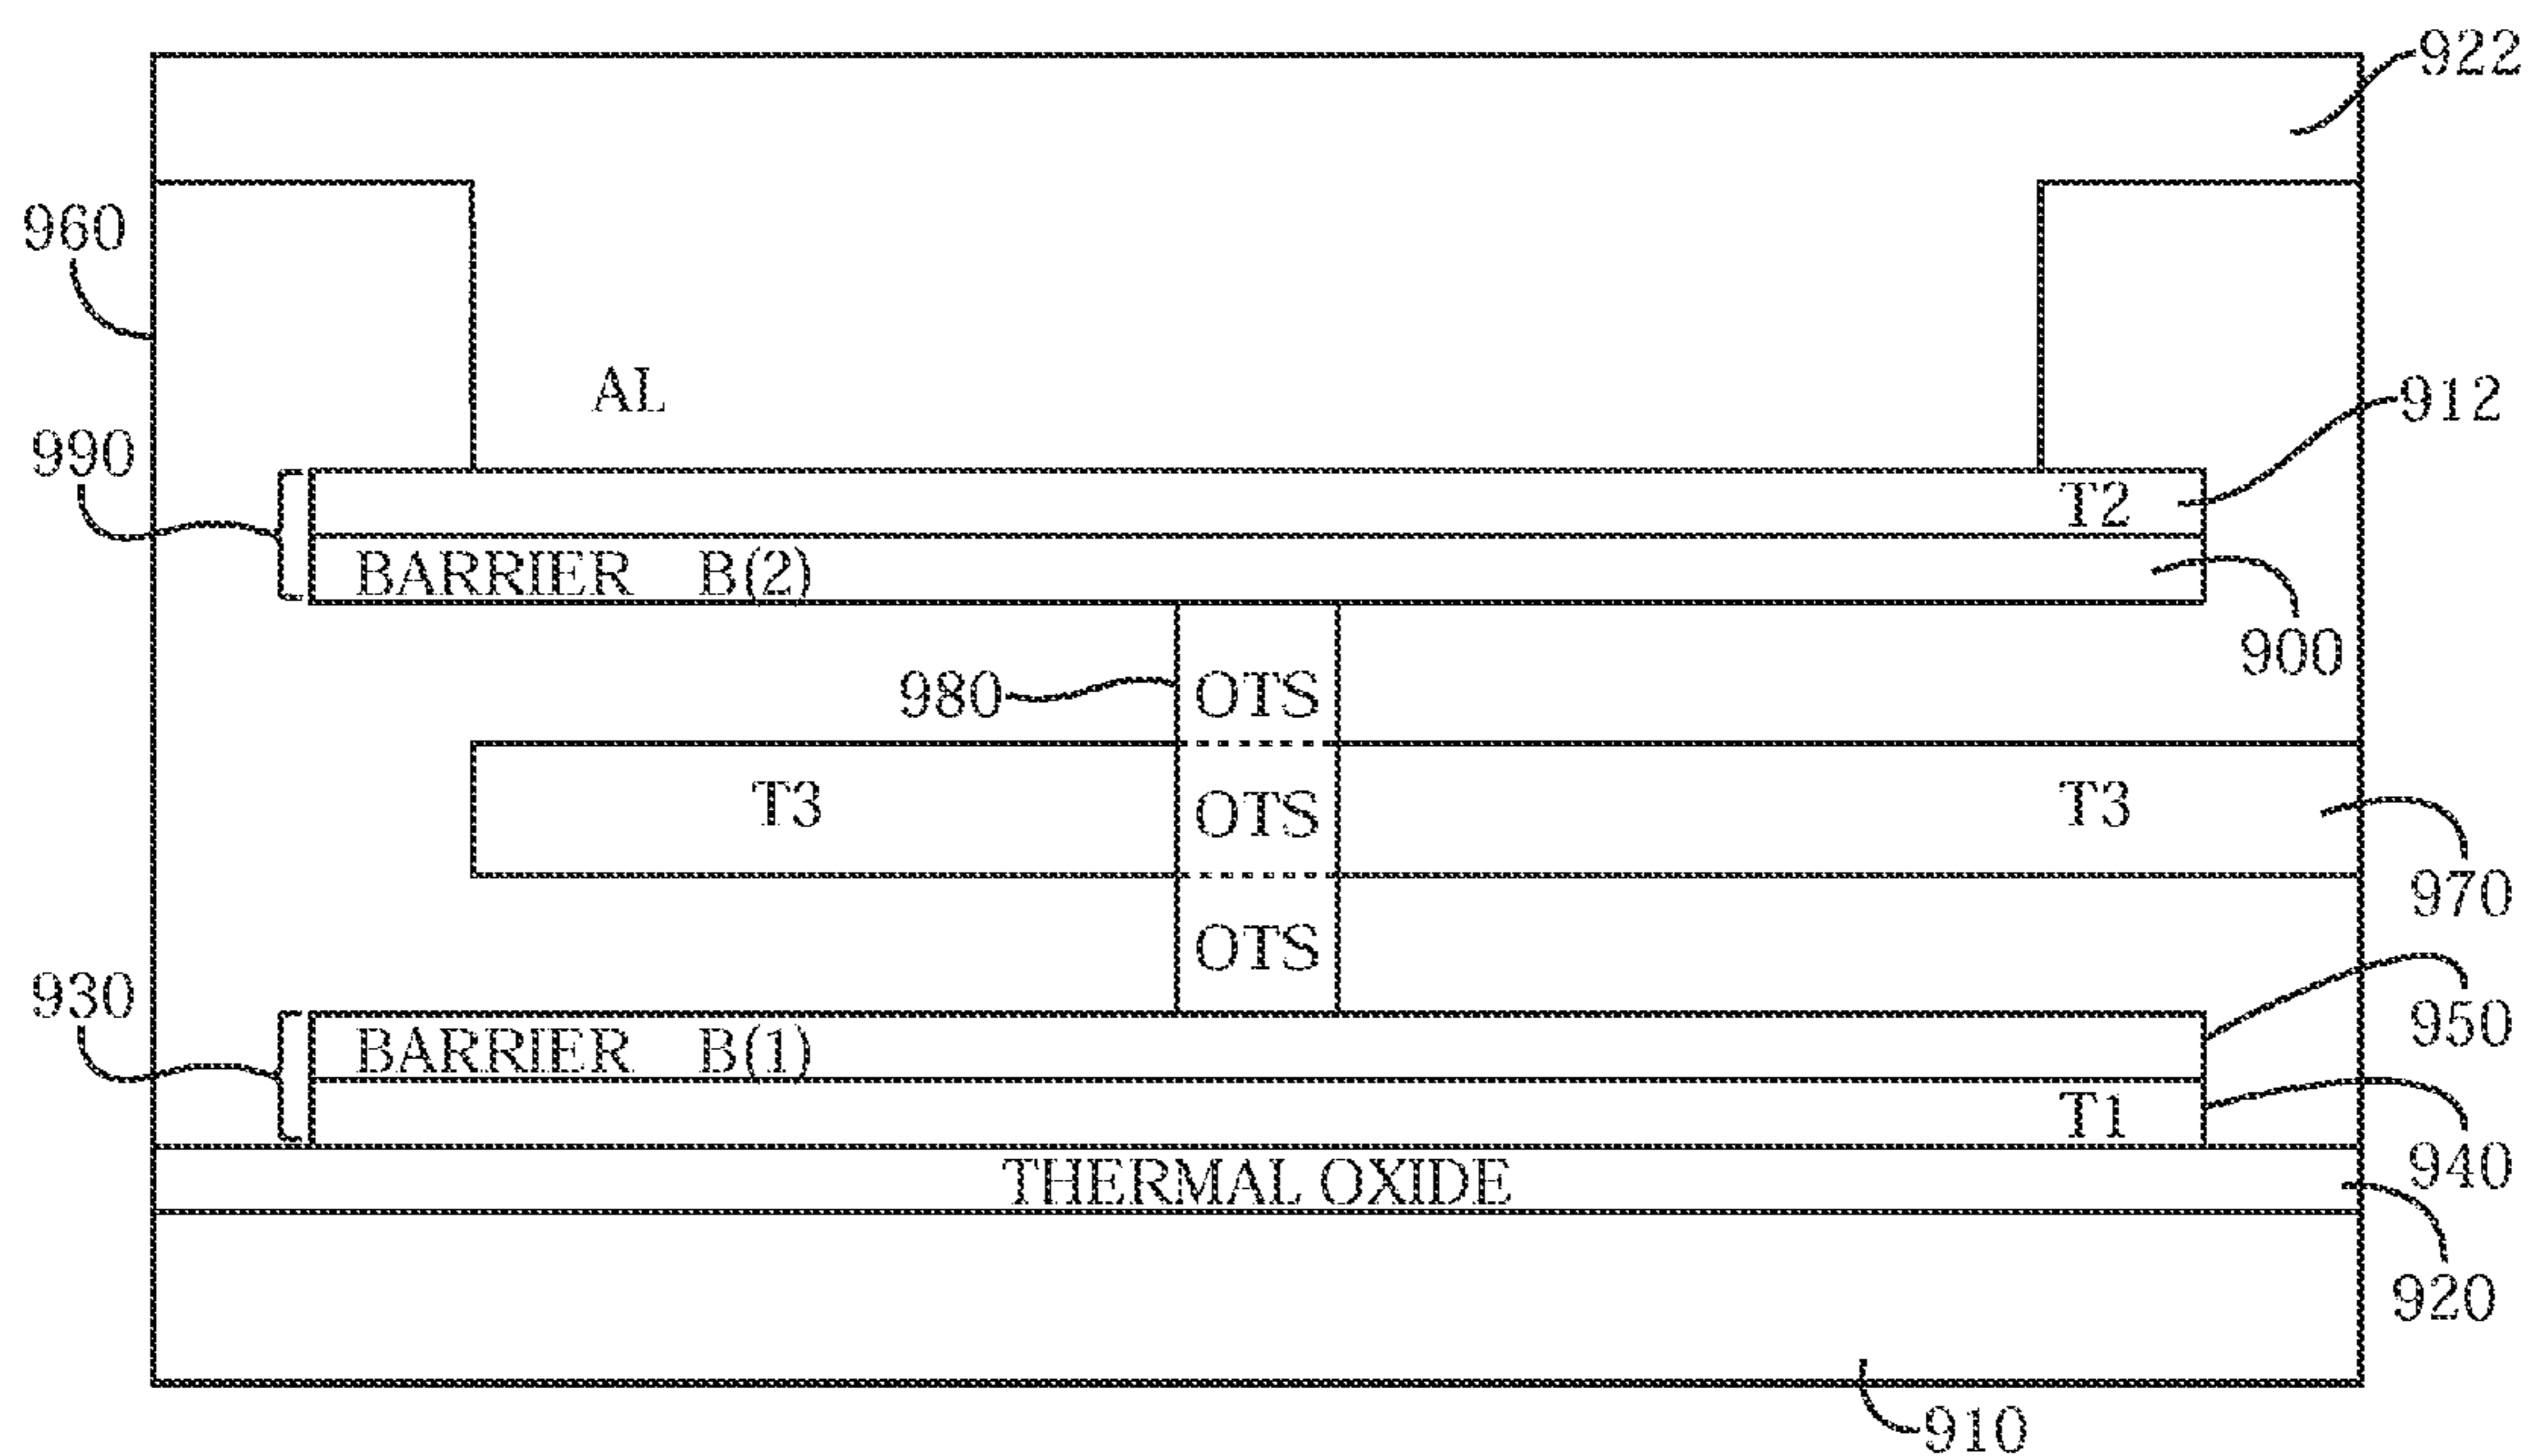 922
960
AL
912
990
T2
BARRIER B(2)
900
980
OTS
T3
OTS
T3
970
OTS
930
950
BARRIER B(1)
T1
940
THERMAL OXIDE
920
910